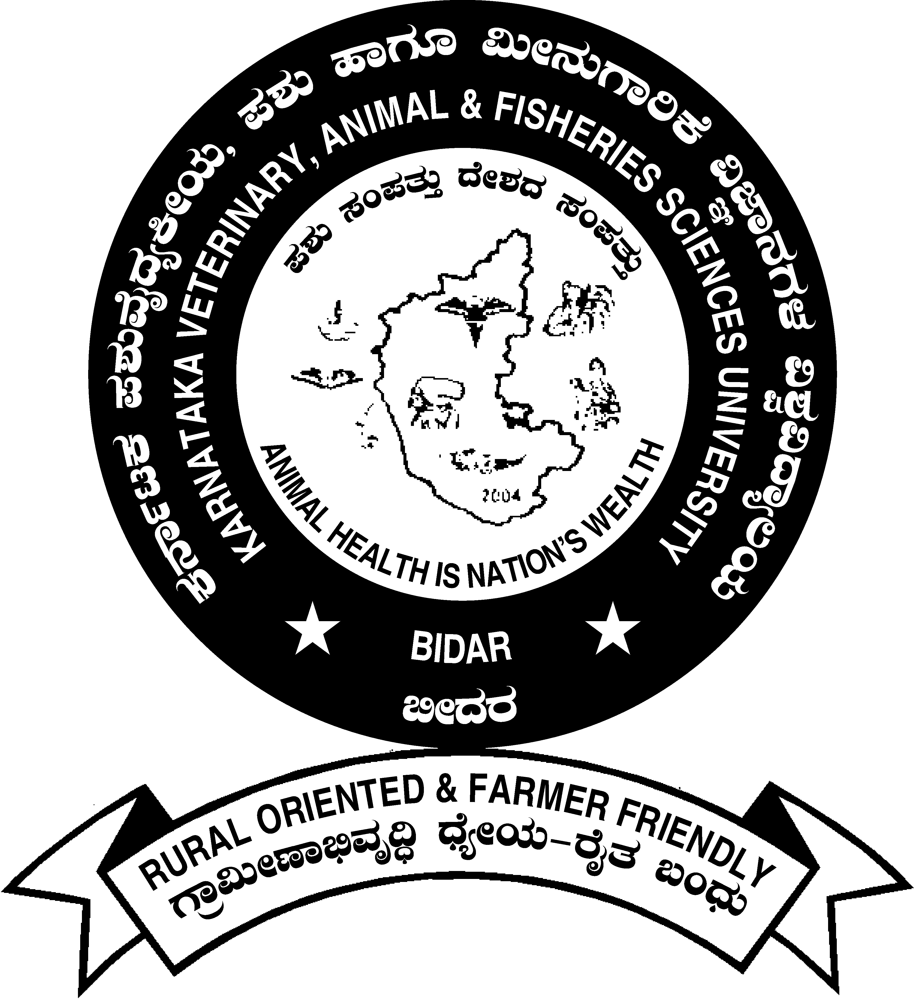 ಕರ್ನಾಟಕ ಪಶುವೈದ್ಯಕೀಯ, ಪಶು ಹಾಗೂ ಮೀನುಗಾರಿಕೆ ವಿಜ್ಞಾನಗಳ ವಿಶ್ವವಿದ್ಯಾಲಯ
KARNATAKA VETERINARY, ANIMAL & FISHERIES SCIENCES UNIVERSITY
ಪಶು ಸಂಪತ್ತು ದೇಶದ ಸಂಪತ್ತು
2004
ANIMAL HEALTH IS NATION'S WEALTH
BIDAR
ಬೀದರ
RURAL ORIENTED & FARMER FRIENDLY
ಗ್ರಾಮೀಣಾಭಿವೃದ್ಧಿ ಧ್ಯೇಯ–ರೈತ ಬಂಧು